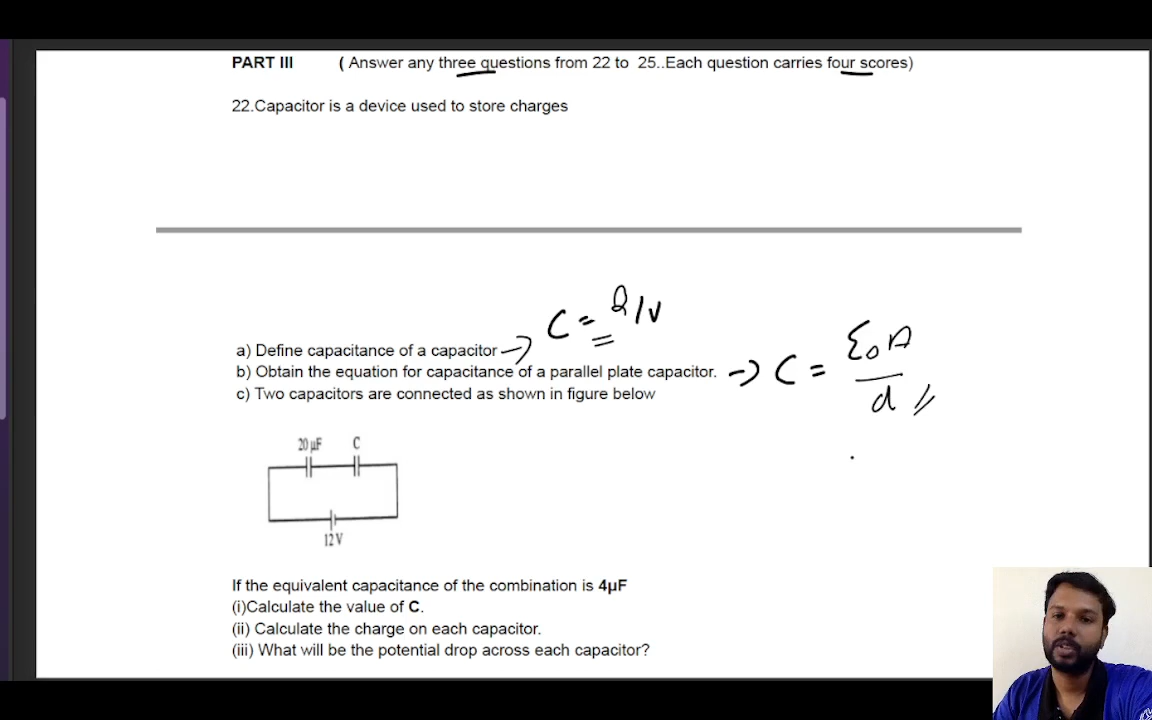 PART III ( Answer any three questions from 22 to 25..Each question carries four scores)
22.Capacitor is a device used to store charges
C = Q/V
a) Define capacitance of a capacitor →
b) Obtain the equation for capacitance of a parallel plate capacitor. → C = ε₀A/d
c) Two capacitors are connected as shown in figure below
20 µF C
12V
If the equivalent capacitance of the combination is 4µF
(i)Calculate the value of C.
(ii) Calculate the charge on each capacitor.
(iii) What will be the potential drop across each capacitor?